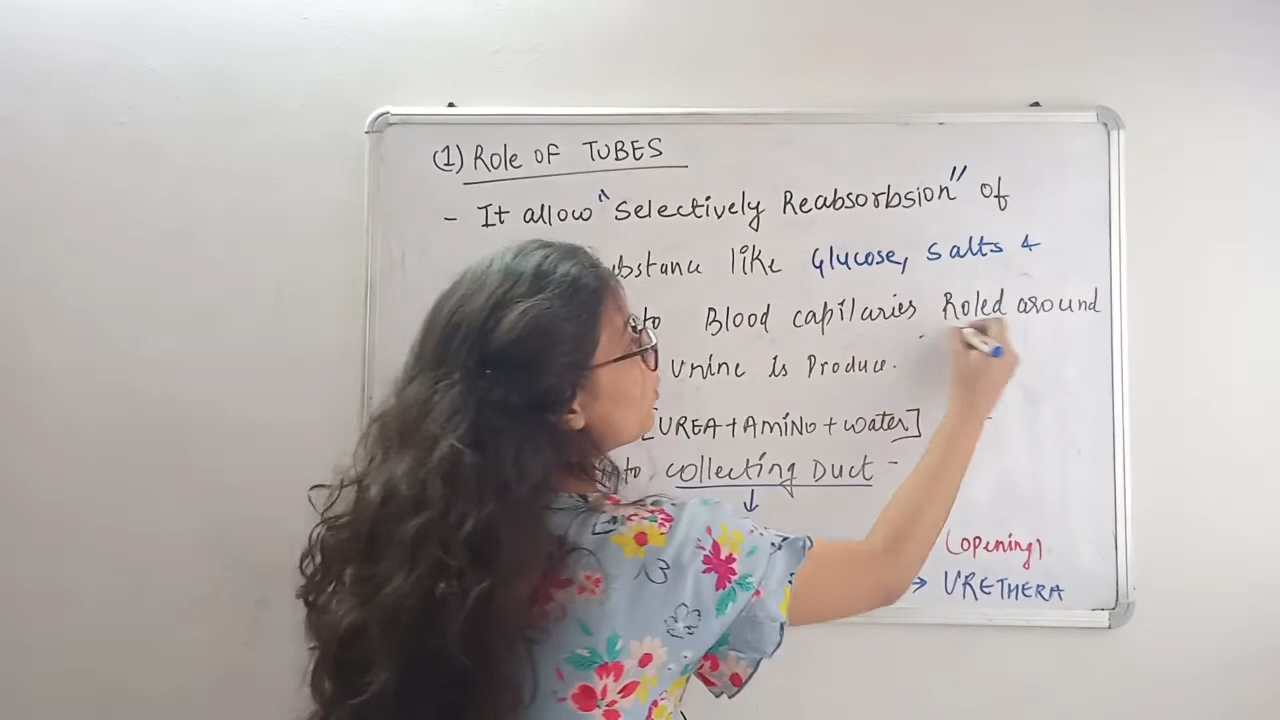 (1) Role OF TUBES
- It allow "Selectively Reabsorbsion" of
substance like Glucose, Salts &
to Blood capilaries Roled around
Urine is Produce.
[UREA + AMiNO + water]
into collecting Duct -
↓
(opening)
→ URETHERA